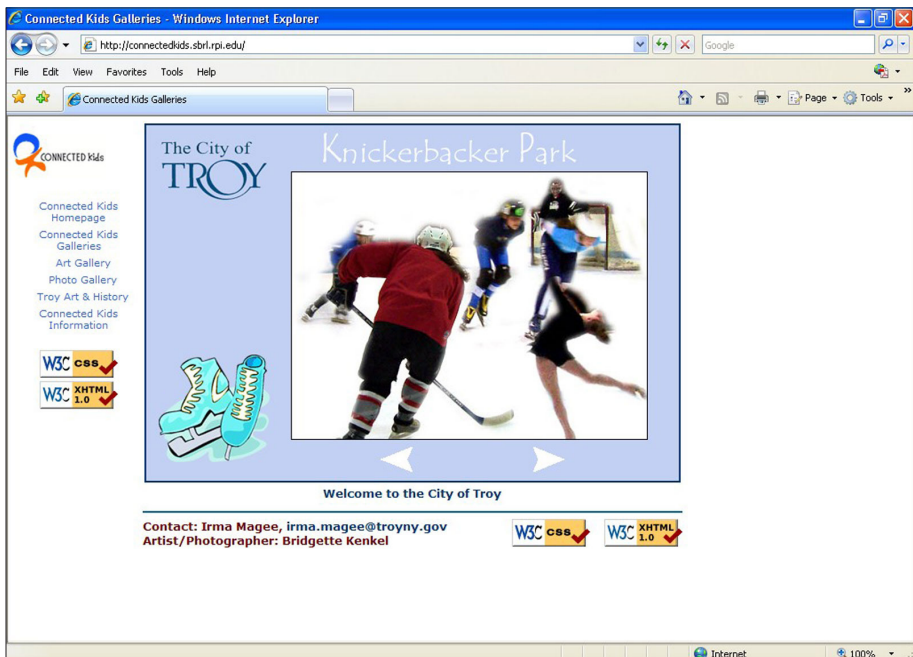 Connected Kids Galleries - Windows Internet Explorer
http://connectedkids.sbrl.rpi.edu/
Google
File Edit View Favorites Tools Help
Connected Kids Galleries
Page Tools
CONNECTED kids
Connected Kids
Homepage
Connected Kids
Galleries
Art Gallery
Photo Gallery
Troy Art & History
Connected Kids
Information
W3C css
W3C XHTML 1.0
The City of
TROY
Knickerbacker Park
Welcome to the City of Troy
Contact: Irma Magee, irma.magee@troyny.gov
Artist/Photographer: Bridgette Kenkel
W3C css
W3C XHTML 1.0
Internet
100%